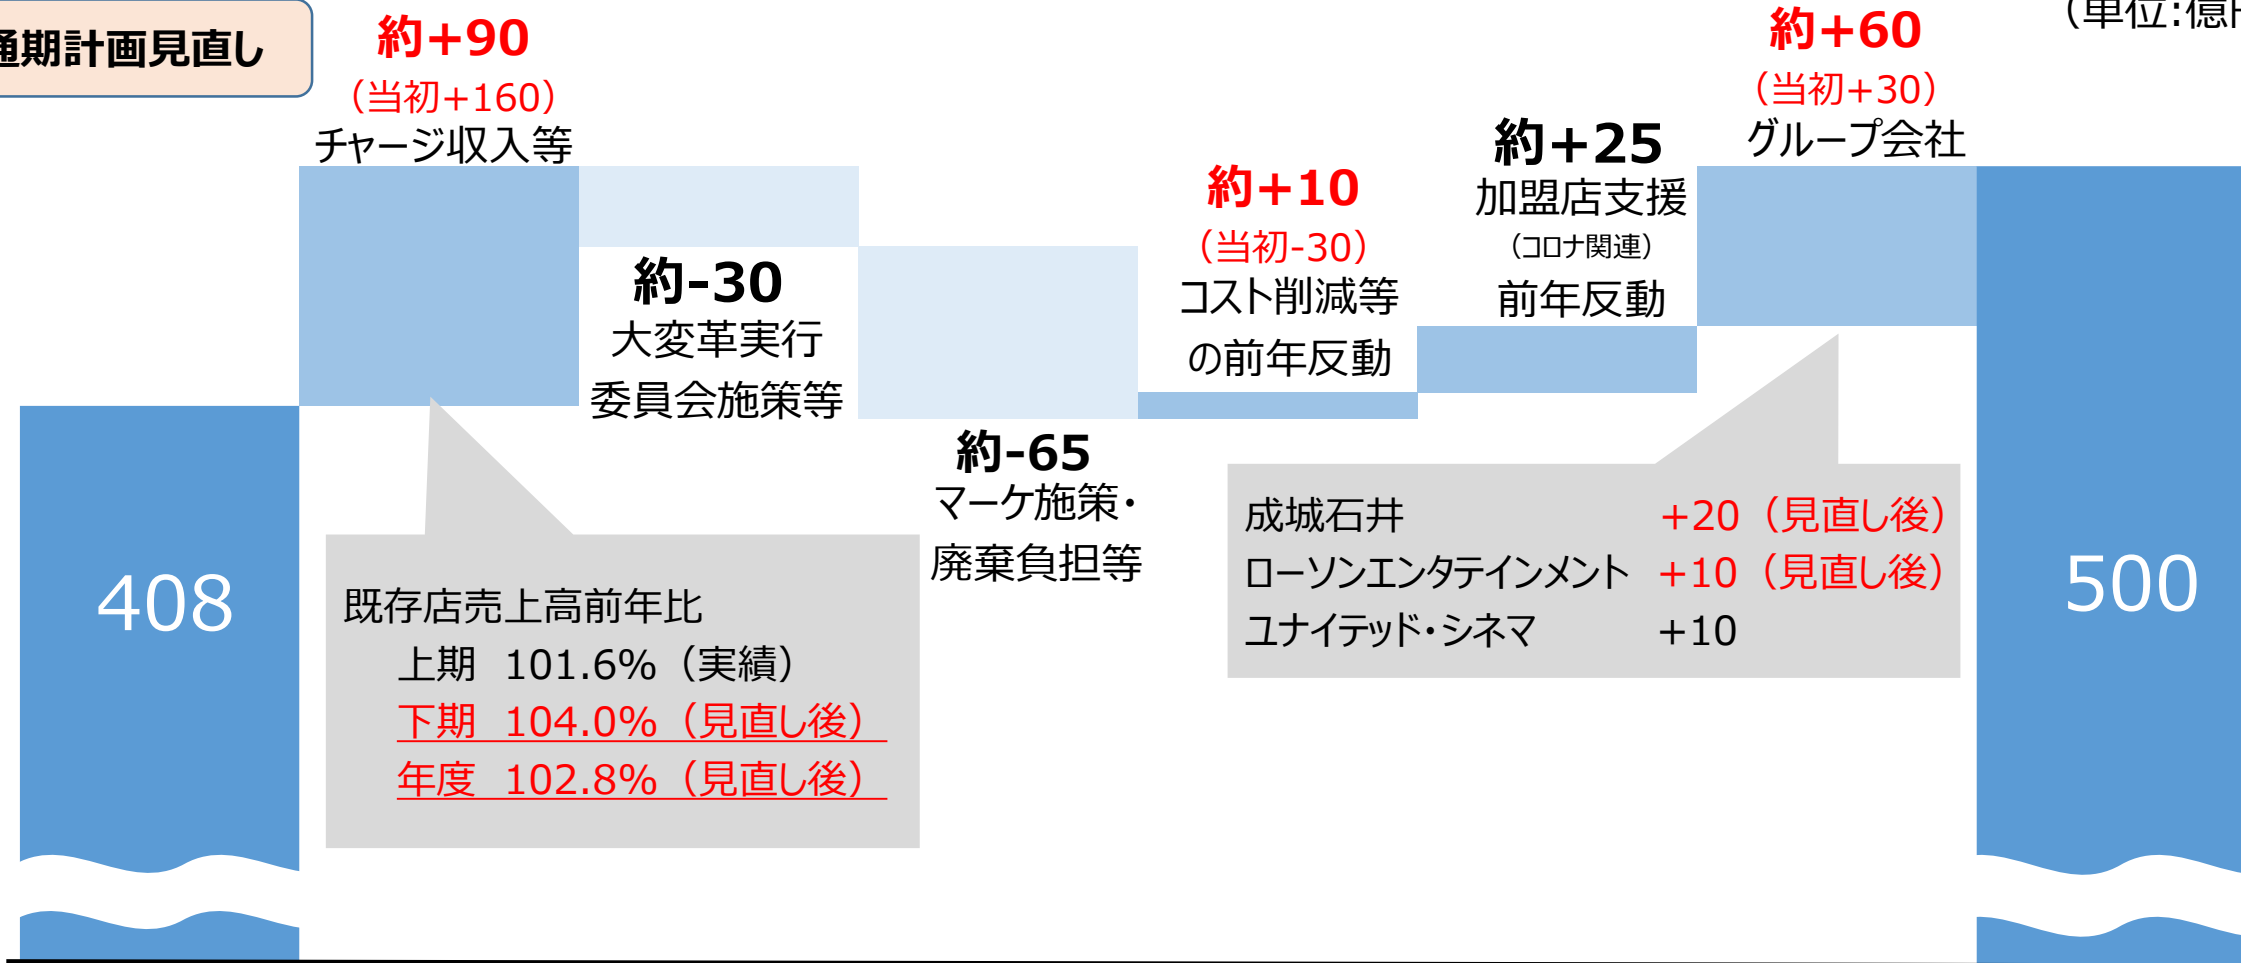 通期計画見直し
(単位:億円
約+90
(当初+160)
チャージ収入等
約-30
大変革実行
委員会施策等
約-65
マーケ施策・
廃棄負担等
約+10
(当初-30)
コスト削減等
の前年反動
約+25
加盟店支援
(コロナ関連)
前年反動
約+60
(当初+30)
グループ会社
408
500
既存店売上高前年比
上期 101.6%(実績)
下期 104.0%(見直し後)
年度 102.8%(見直し後)
成城石井 +20(見直し後)
ローソンエンタテインメント +10(見直し後)
ユナイテッド・シネマ +10